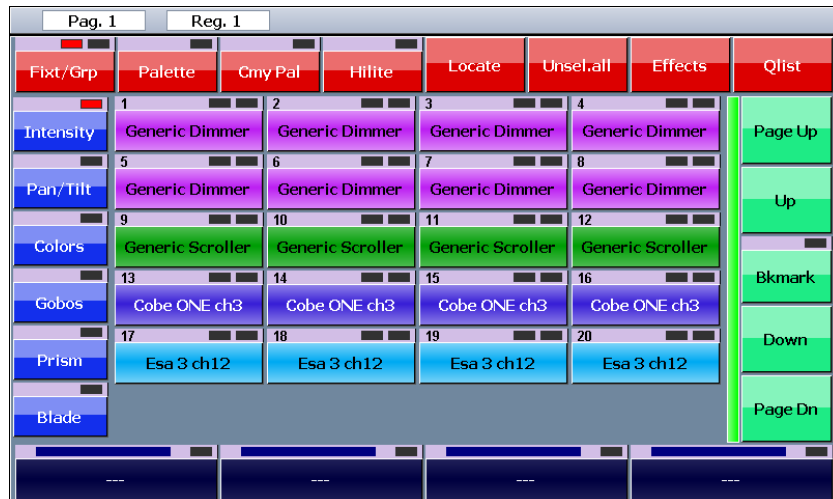 Pag. 1 Reg. 1
Fixt/Grp Palette Cmy Pal Hilite Locate Unsel.all Effects Qlist
Intensity
Pan/Tilt
Colors
Gobos
Prism
Blade
1 2 3 4
Generic Dimmer Generic Dimmer Generic Dimmer Generic Dimmer
5 6 7 8
Generic Dimmer Generic Dimmer Generic Dimmer Generic Dimmer
9 10 11 12
Generic Scroller Generic Scroller Generic Scroller Generic Scroller
13 14 15 16
Cobe ONE ch3 Cobe ONE ch3 Cobe ONE ch3 Cobe ONE ch3
17 18 19 20
Esa 3 ch12 Esa 3 ch12 Esa 3 ch12 Esa 3 ch12
Page Up
Up
Bkmark
Down
Page Dn
--- --- --- ---